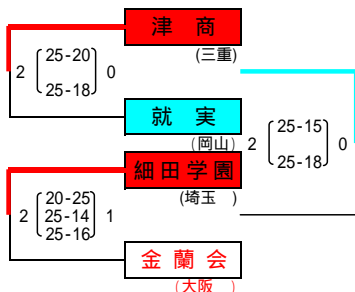 津 商
(三重)
2 25-20 0
25-18
就 実
(岡山)
2 25-15 0
25-18
細田学園
(埼玉 )
20-25
2 25-14 1
25-16
金 蘭 会
(大阪 )